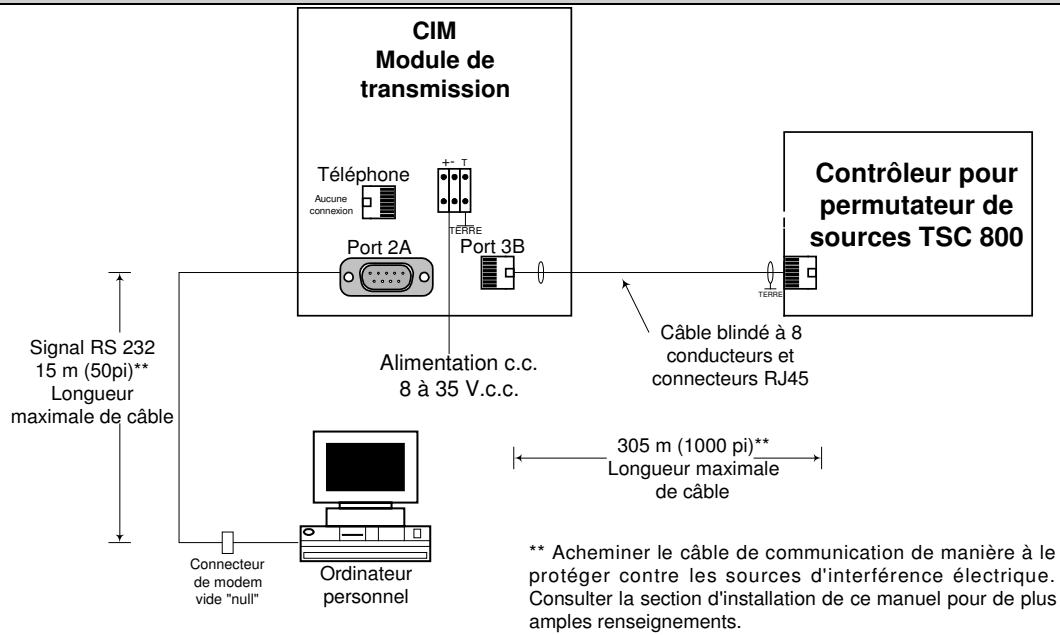 CIM
Module de
transmission
Téléphone
Aucune
connexion
+- T
TERRE
Port 2A
Port 3B
Contrôleur pour
permutateur de
sources TSC 800
TERRE
Signal RS 232
15 m (50pi)**
Longueur
maximale de câble
Alimentation c.c.
8 à 35 V.c.c.
Câble blindé à 8
conducteurs et
connecteurs RJ45
305 m (1000 pi)**
Longueur maximale
de câble
Connecteur
de modem
vide "null"
Ordinateur
personnel
** Acheminer le câble de communication de manière à le
protéger contre les sources d'interférence électrique.
Consulter la section d'installation de ce manuel pour de plus
amples renseignements.